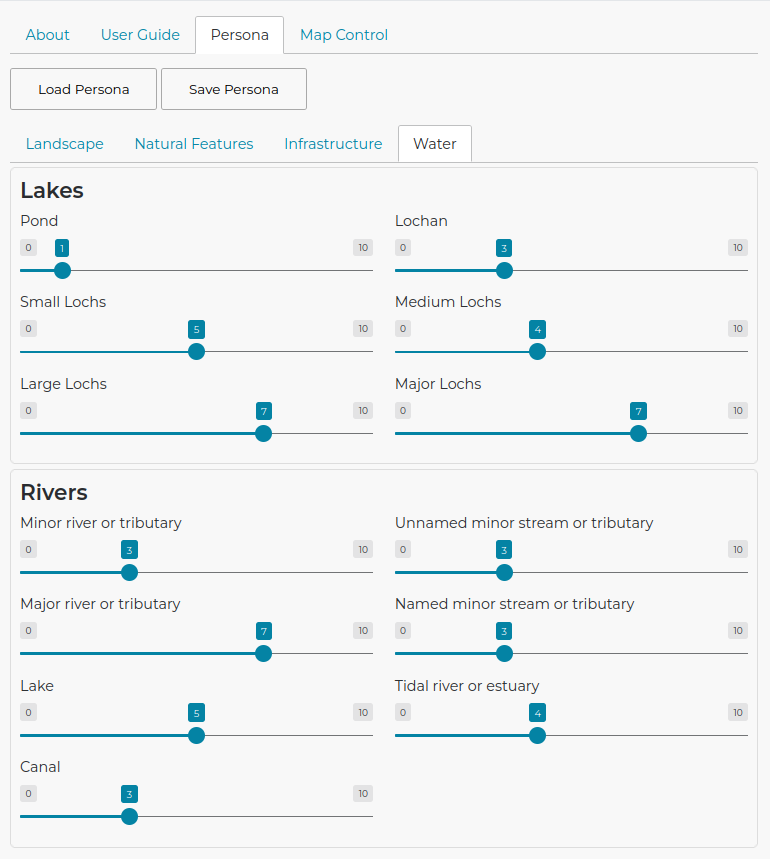 About User Guide Persona Map Control
Load Persona Save Persona
Landscape Natural Features Infrastructure Water
Lakes
Pond Lochan
0 1 10 0 3 10
Small Lochs Medium Lochs
0 5 10 0 4 10
Large Lochs Major Lochs
0 7 10 0 7 10
Rivers
Minor river or tributary Unnamed minor stream or tributary
0 3 10 0 3 10
Major river or tributary Named minor stream or tributary
0 7 10 0 3 10
Lake Tidal river or estuary
0 5 10 0 4 10
Canal
0 3 10